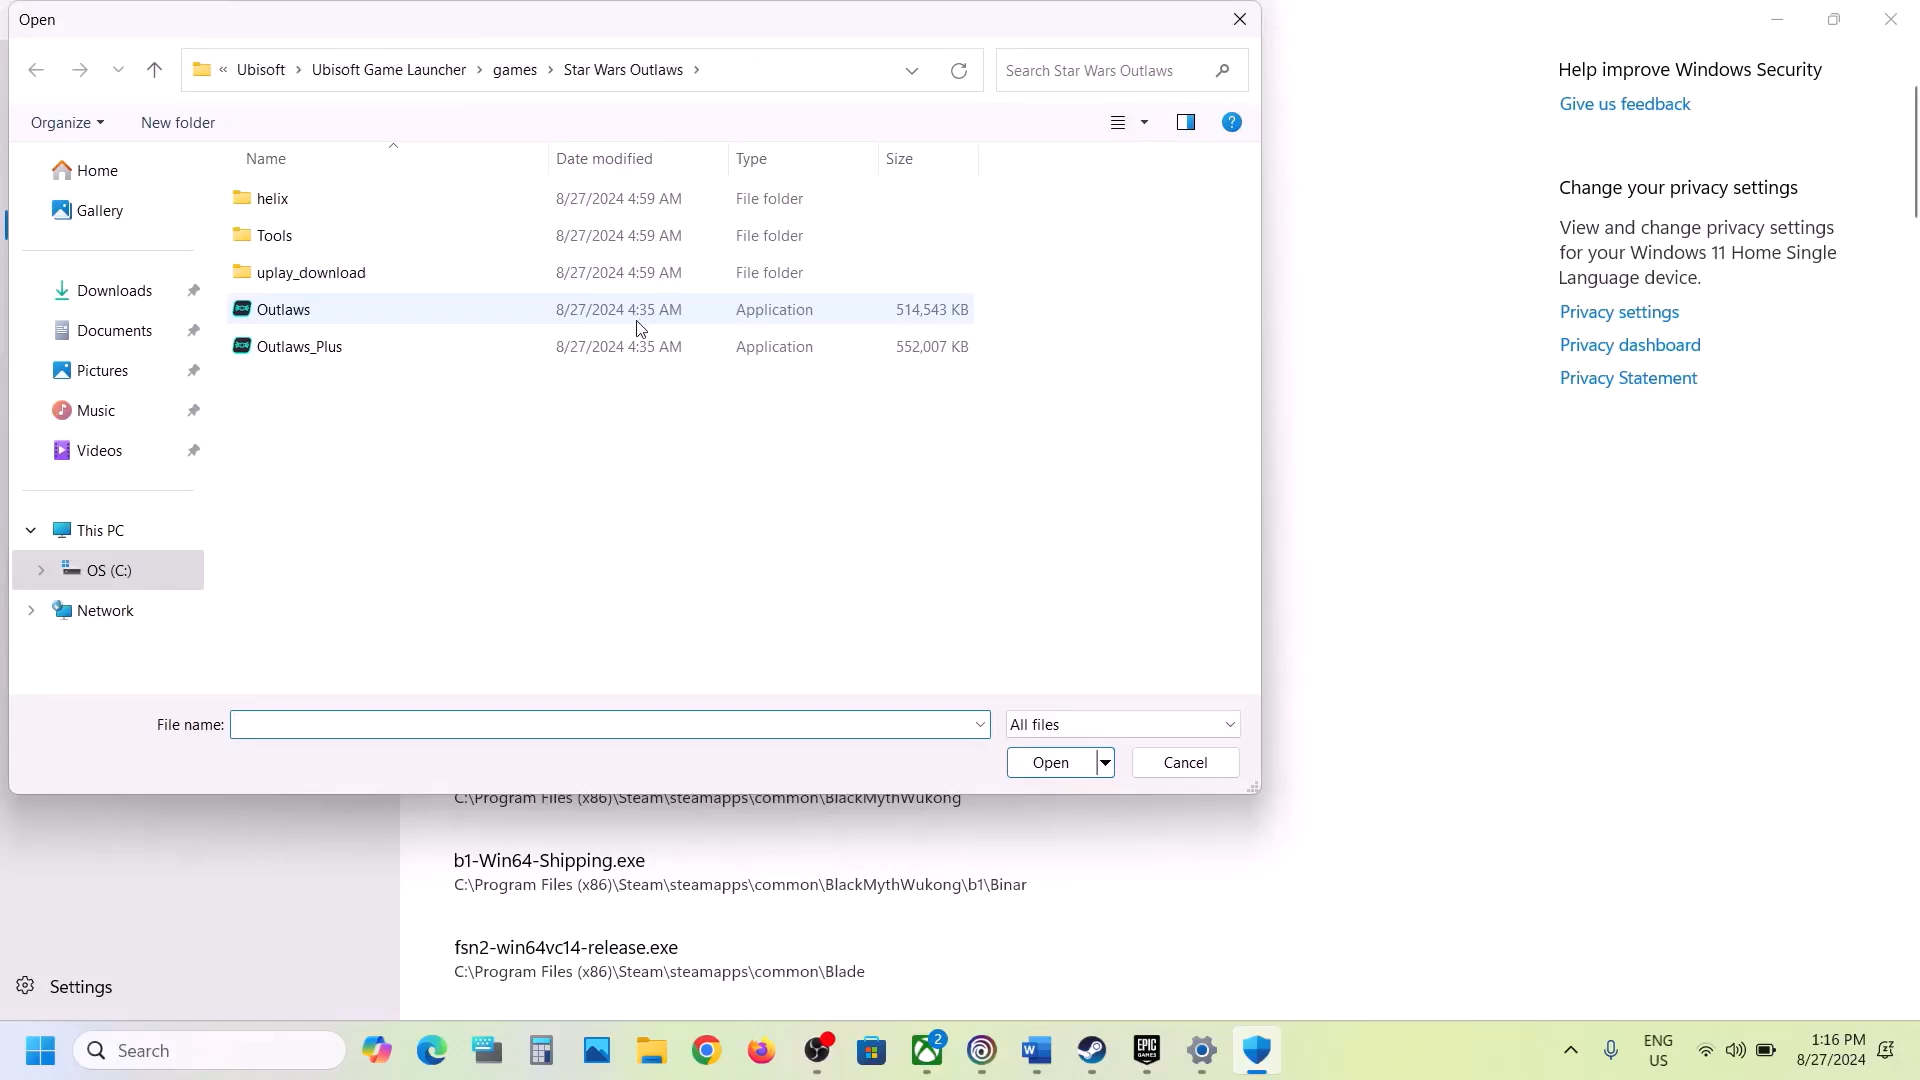 Open
« Ubisoft › Ubisoft Game Launcher › games › Star Wars Outlaws ›
Search Star Wars Outlaws
Organize
New folder
?
Name
Date modified
Type
Size
Home
Gallery
Downloads
Documents
Pictures
Music
Videos
This PC
OS (C:)
Network
helix 8/27/2024 4:59 AM File folder
Tools 8/27/2024 4:59 AM File folder
uplay_download 8/27/2024 4:59 AM File folder
Outlaws 8/27/2024 4:35 AM Application 514,543 KB
Outlaws_Plus 8/27/2024 4:35 AM Application 552,007 KB
File name:
All files
Open
Cancel
Help improve Windows Security
Give us feedback
Change your privacy settings
View and change privacy settings
for your Windows 11 Home Single
Language device.
Privacy settings
Privacy dashboard
Privacy Statement
C:\Program Files (x86)\Steam\steamapps\common\BlackMythWukong
b1-Win64-Shipping.exe
C:\Program Files (x86)\Steam\steamapps\common\BlackMythWukong\b1\Binar
fsn2-win64vc14-release.exe
C:\Program Files (x86)\Steam\steamapps\common\Blade
Settings
Search
2
W
EPIC
GAMES
ENG
US
1:16 PM
8/27/2024